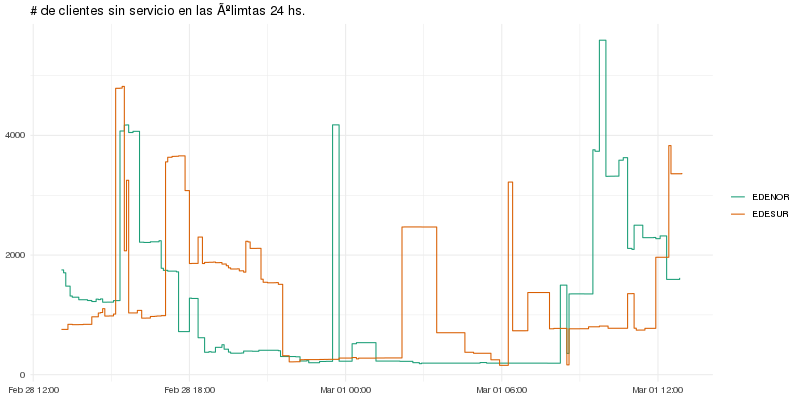 # de clientes sin servicio en las Ãºlimtas 24 hs.
4000
2000
0
Feb 28 12:00 Feb 28 18:00 Mar 01 00:00 Mar 01 06:00 Mar 01 12:00
EDENOR
EDESUR